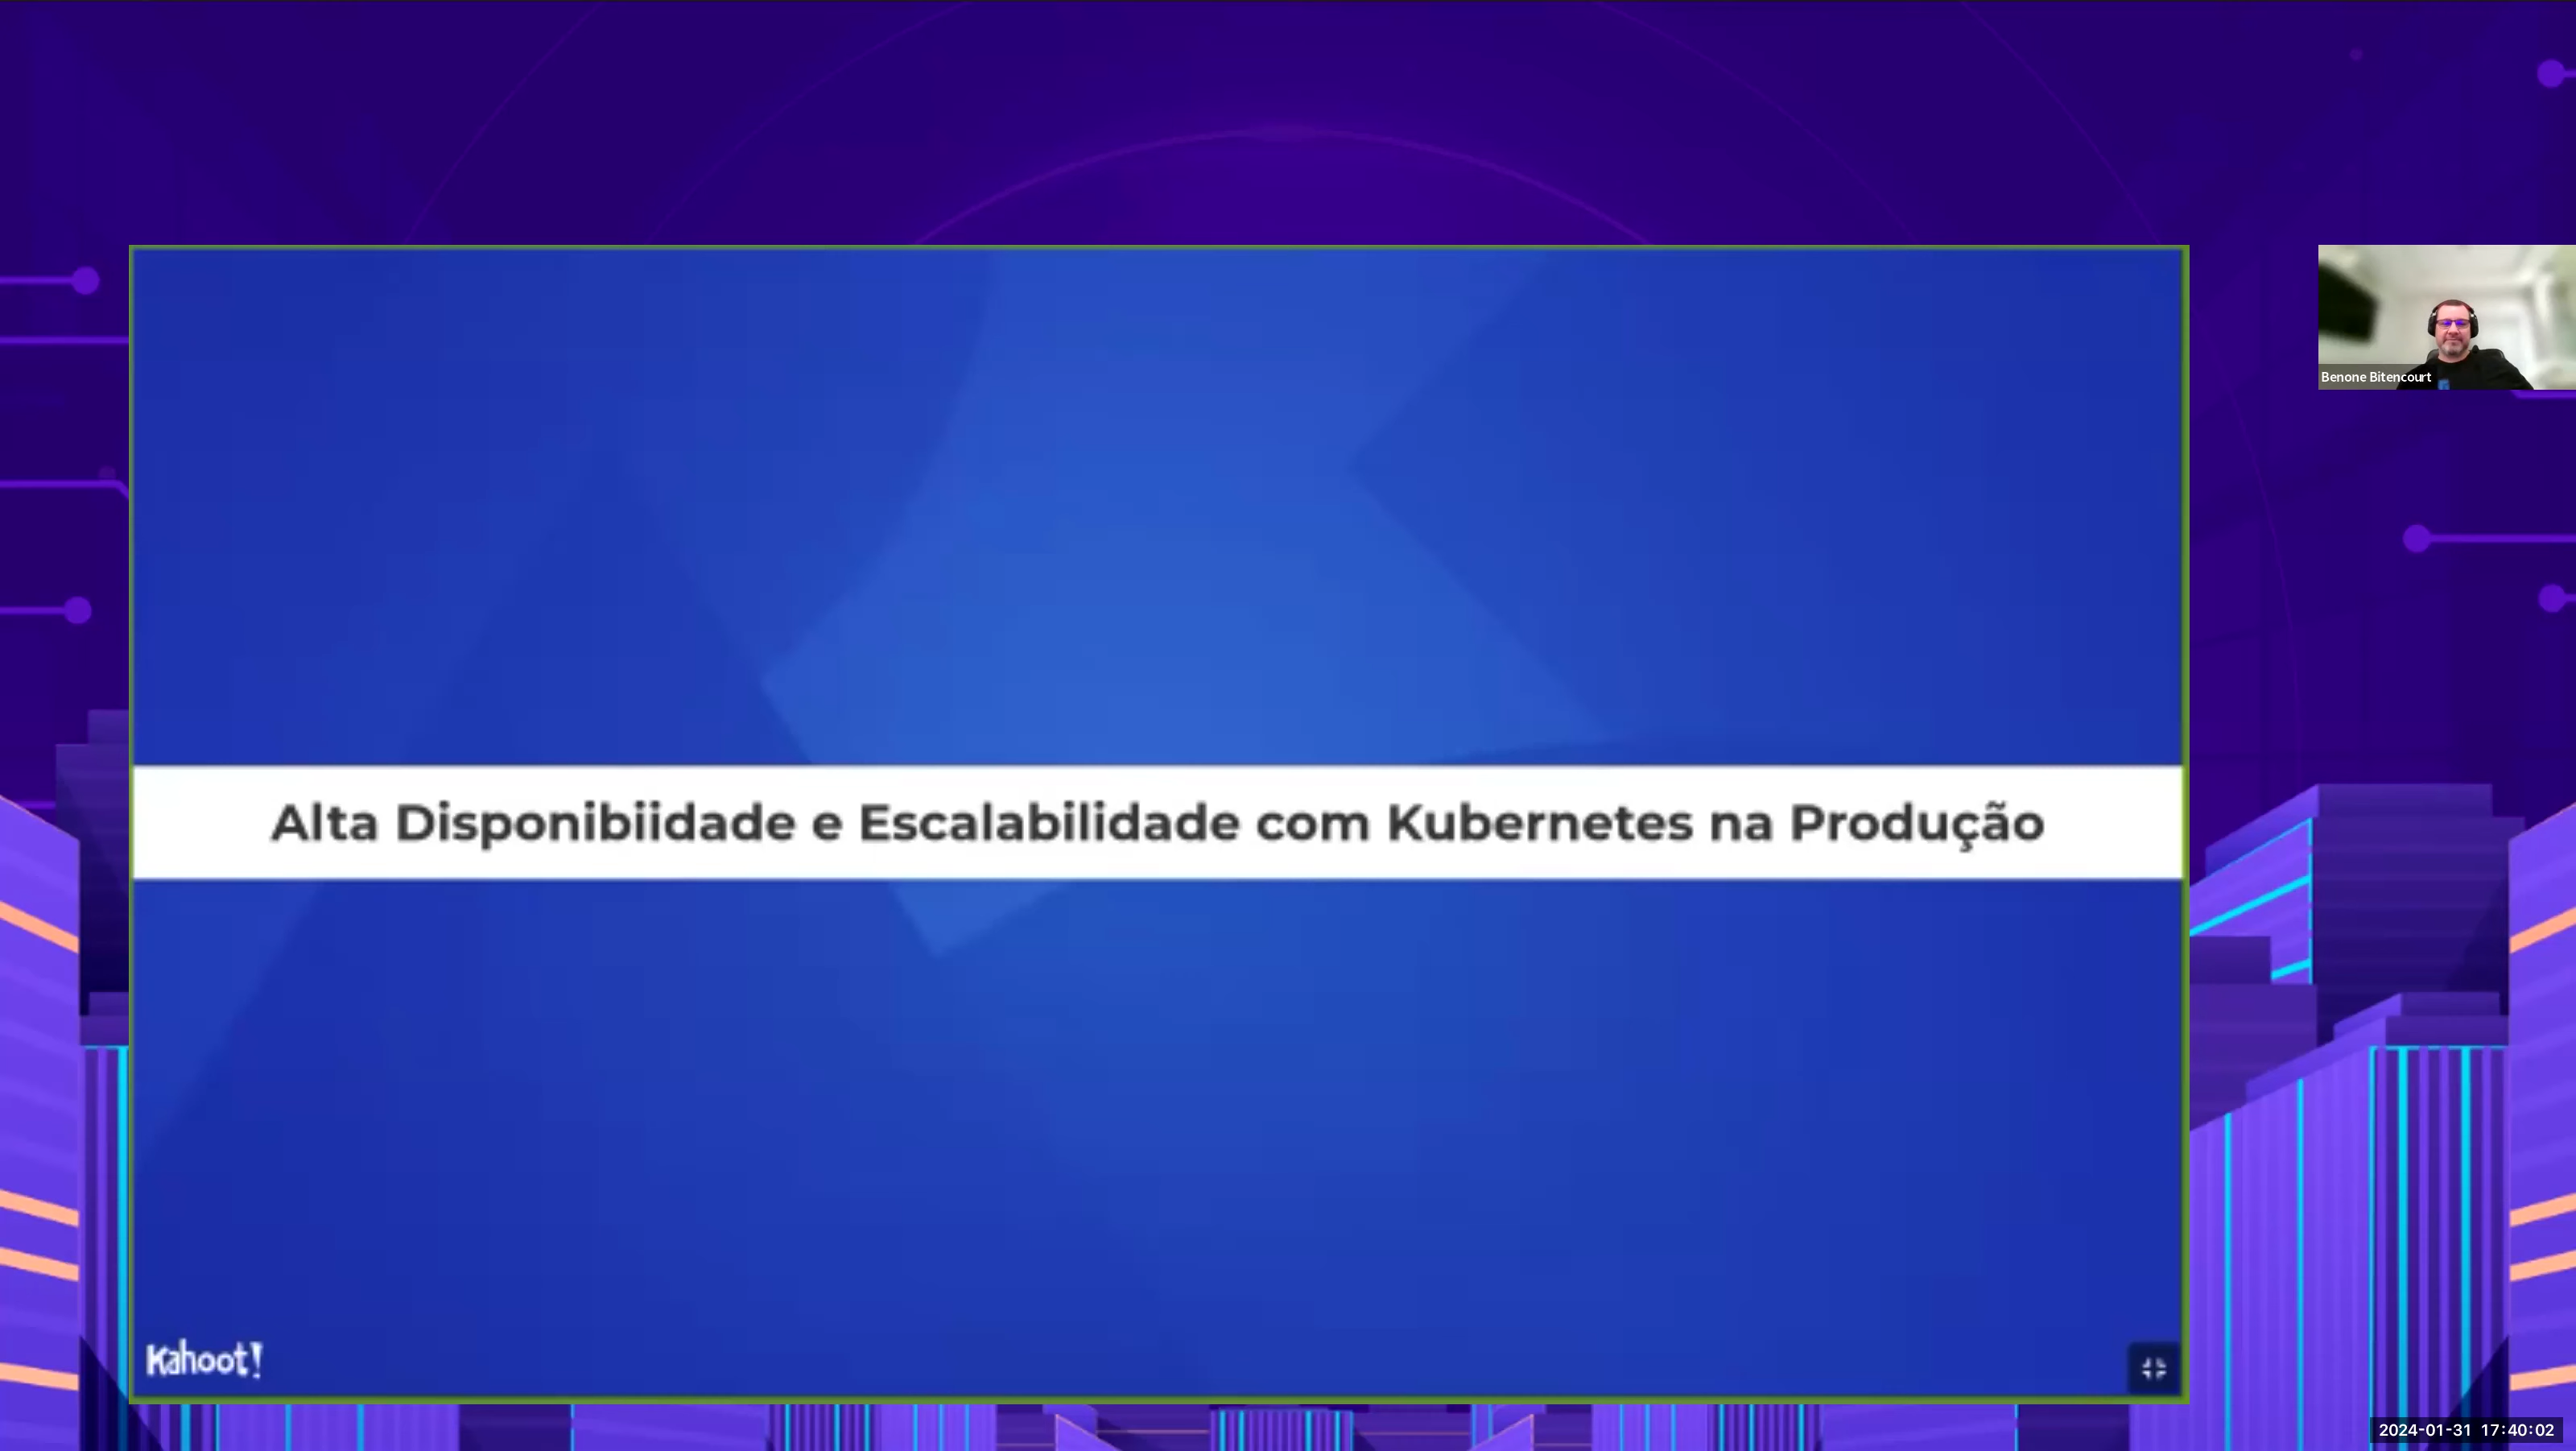 Benone Bitencourt
Alta Disponibiidade e Escalabilidade com Kubernetes na Produção
Kahoot!
2024-01-31 17:40:02